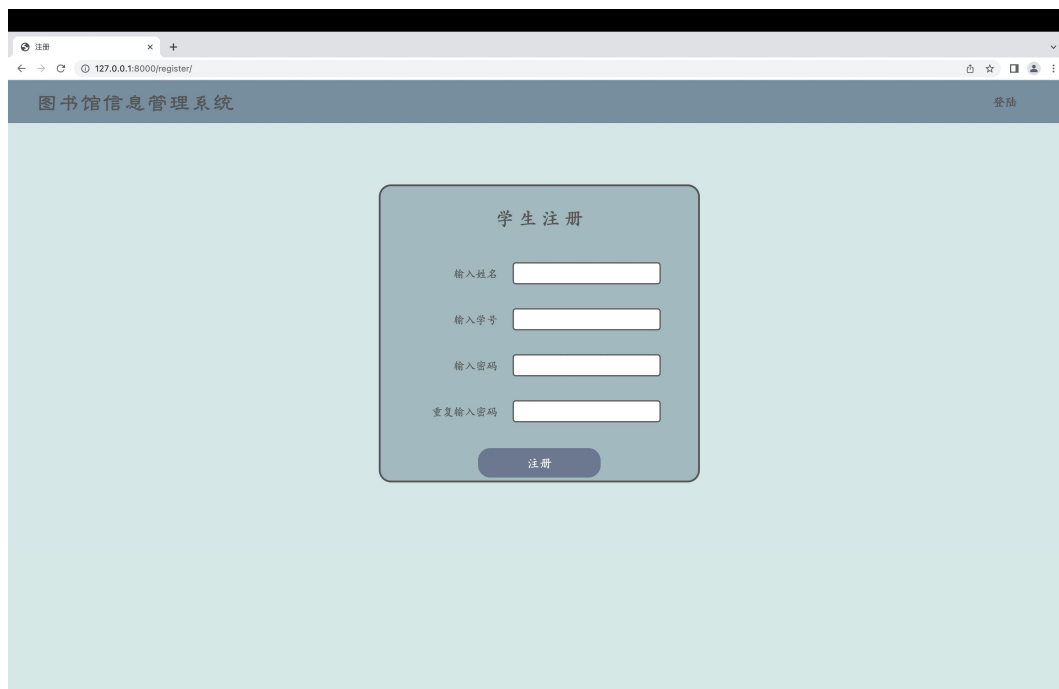 注册
127.0.0.1:8000/register/
图书馆信息管理系统
登陆
学生注册
输入姓名
输入学号
输入密码
重复输入密码
注册